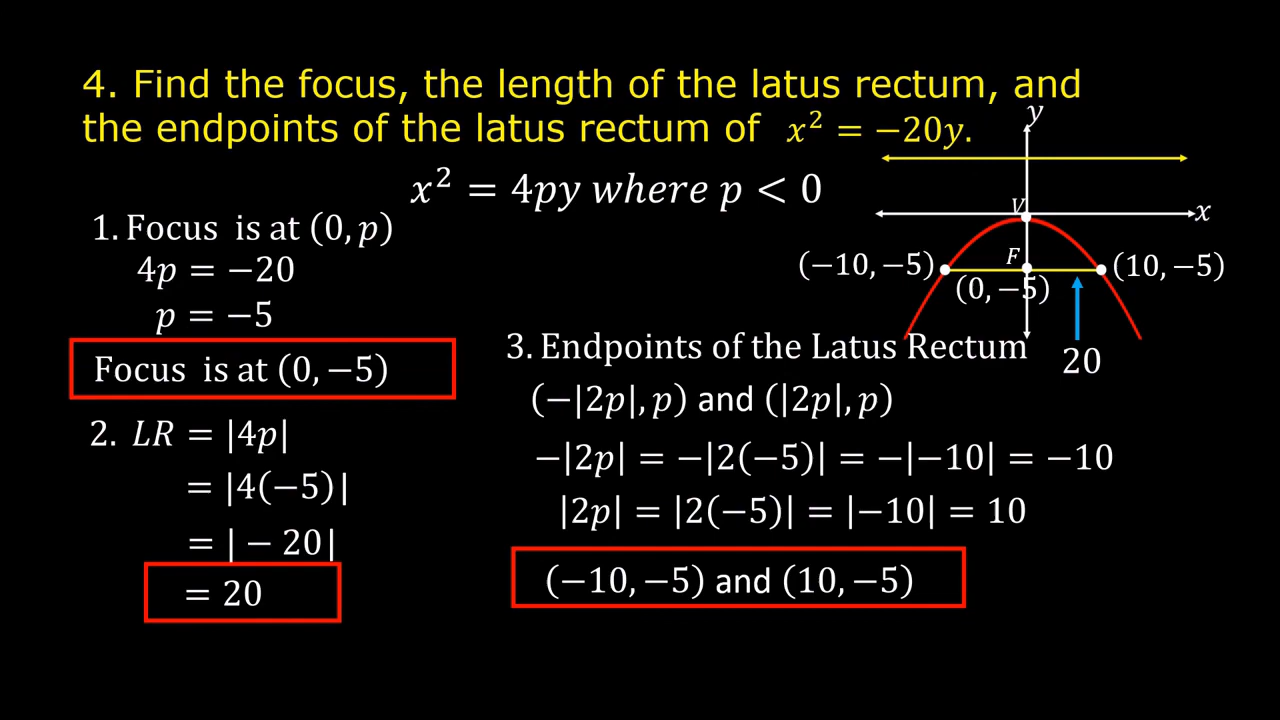 4. Find the focus, the length of the latus rectum, and
the endpoints of the latus rectum of x² = −20y.
x² = 4py where p < 0
1. Focus is at (0, p)
4p = −20
p = −5
Focus is at (0, −5)
2. LR = |4p|
= |4(−5)|
= |− 20|
= 20
y
x
V
F
(−10, −5)
(10, −5)
(0, −5)
20
3. Endpoints of the Latus Rectum
(−|2p|, p) and (|2p|, p)
−|2p| = −|2(−5)| = −|−10| = −10
|2p| = |2(−5)| = |−10| = 10
(−10, −5) and (10, −5)